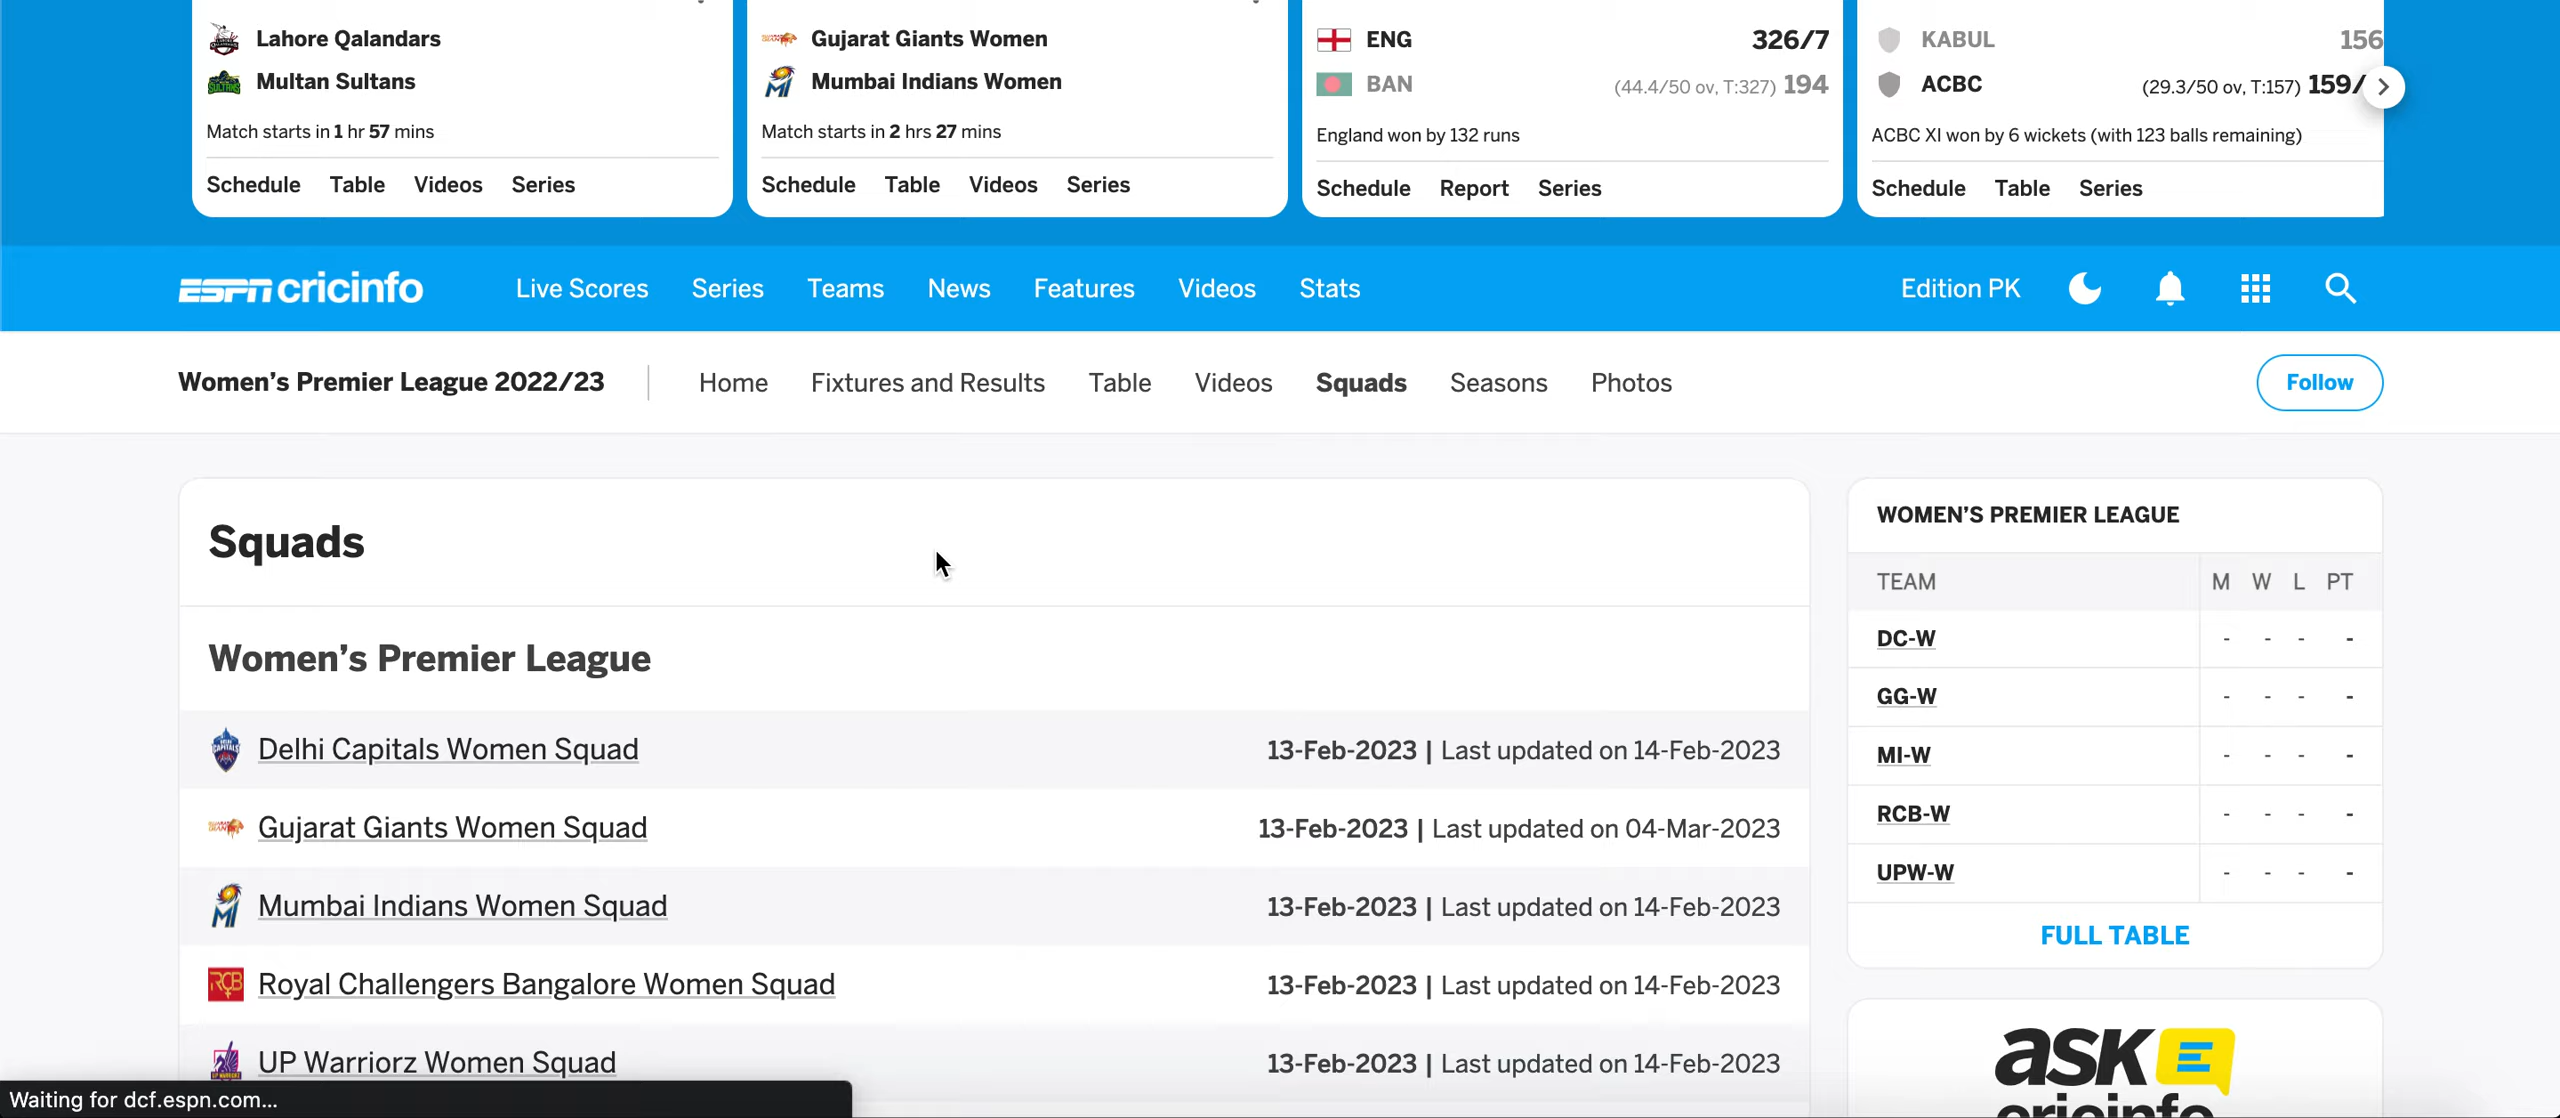 Lahore Qalandars
Multan Sultans
Match starts in 1 hr 57 mins
Schedule Table Videos Series
Gujarat Giants Women
Mumbai Indians Women
Match starts in 2 hrs 27 mins
Schedule Table Videos Series
ENG 326/7
BAN (44.4/50 ov, T:327) 194
England won by 132 runs
Schedule Report Series
KABUL 156
ACBC (29.3/50 ov, T:157) 159/
ACBC XI won by 6 wickets (with 123 balls remaining)
Schedule Table Series
ESPN cricinfo Live Scores Series Teams News Features Videos Stats Edition PK
Women's Premier League 2022/23 Home Fixtures and Results Table Videos Squads Seasons Photos Follow
Squads
Women's Premier League
Delhi Capitals Women Squad 13-Feb-2023 | Last updated on 14-Feb-2023
Gujarat Giants Women Squad 13-Feb-2023 | Last updated on 04-Mar-2023
Mumbai Indians Women Squad 13-Feb-2023 | Last updated on 14-Feb-2023
Royal Challengers Bangalore Women Squad 13-Feb-2023 | Last updated on 14-Feb-2023
UP Warriorz Women Squad 13-Feb-2023 | Last updated on 14-Feb-2023
WOMEN'S PREMIER LEAGUE
TEAM M W L PT
DC-W - - - -
GG-W - - - -
MI-W - - - -
RCB-W - - - -
UPW-W - - - -
FULL TABLE
ask E
cricinfo
Waiting for dcf.espn.com...